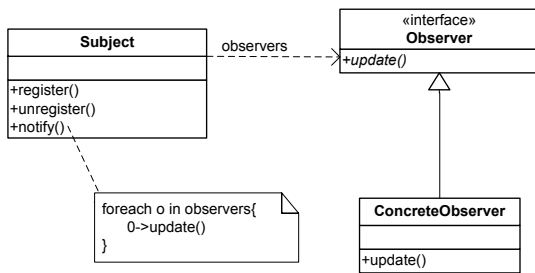 Subject
+register()
+unregister()
+notify()
observers
«interface»
Observer
+update()
foreach o in observers{
0->update()
}
ConcreteObserver
+update()